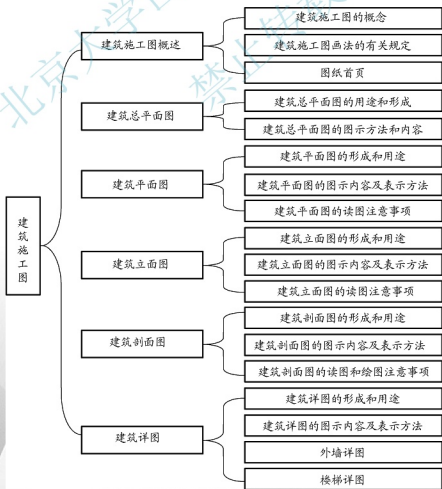 建筑施工图
建筑施工图概述
建筑施工图的概念
建筑施工图画法的有关规定
图纸首页
建筑总平面图
建筑总平面图的用途和形成
建筑总平面图的图示方法和内容
建筑平面图
建筑平面图的形成和用途
建筑平面图的图示内容及表示方法
建筑平面图的读图注意事项
建筑立面图
建筑立面图的形成和用途
建筑立面图的图示内容及表示方法
建筑立面图的读图注意事项
建筑剖面图
建筑剖面图的形成和用途
建筑剖面图的图示内容及表示方法
建筑剖面图的读图和绘图注意事项
建筑详图
建筑详图的形成和用途
建筑详图的图示内容及表示方法
外墙详图
楼梯详图
北京大学
禁止转载